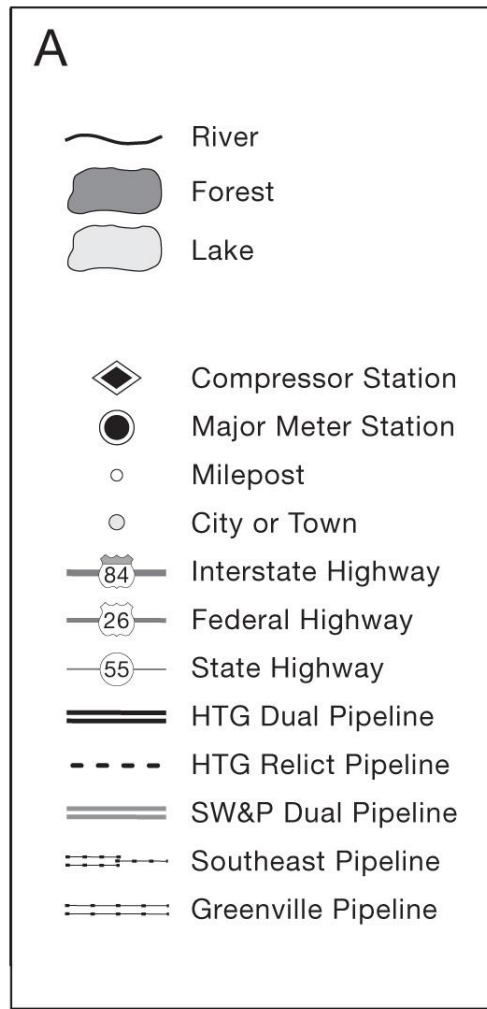 A
River
Forest
Lake
Compressor Station
Major Meter Station
Milepost
City or Town
84 Interstate Highway
26 Federal Highway
55 State Highway
HTG Dual Pipeline
HTG Relict Pipeline
SW&P Dual Pipeline
Southeast Pipeline
Greenville Pipeline